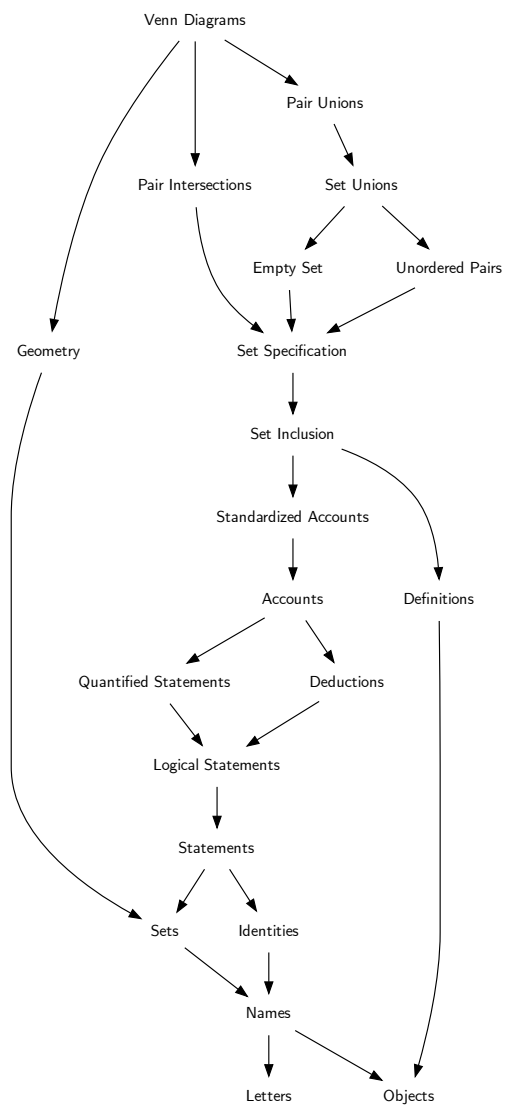 Venn Diagrams
Pair Unions
Pair Intersections
Set Unions
Empty Set
Unordered Pairs
Geometry
Set Specification
Set Inclusion
Standardized Accounts
Accounts
Definitions
Quantified Statements
Deductions
Logical Statements
Statements
Sets
Identities
Names
Letters
Objects